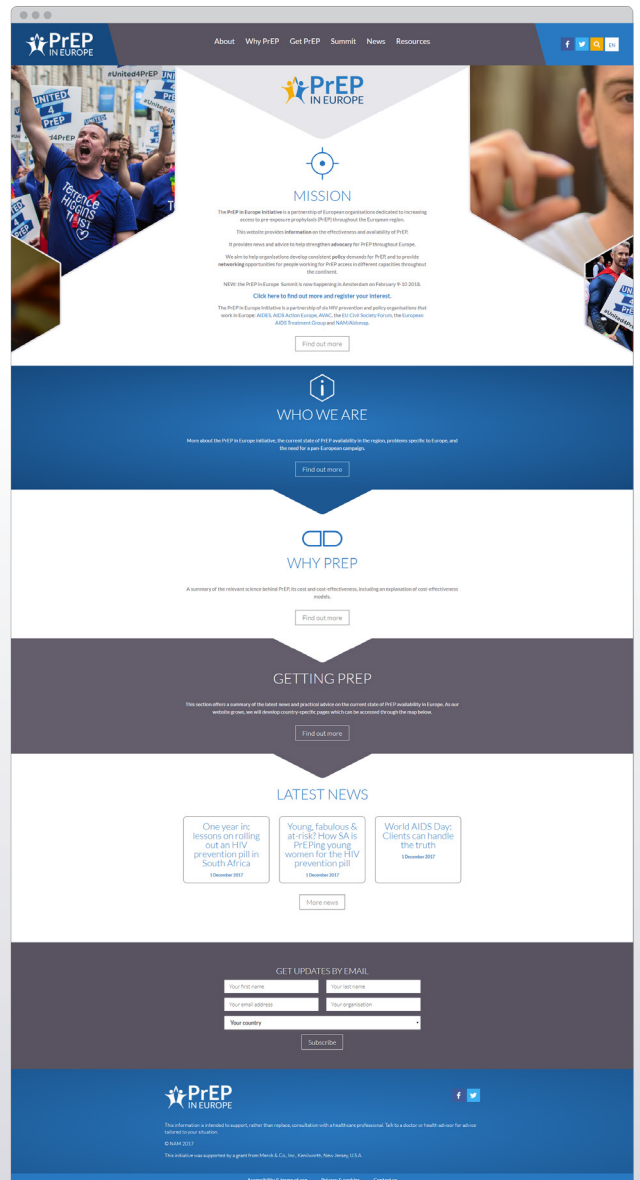 PrEP
IN EUROPE
About Why PrEP Get PrEP Summit News Resources
EN
#United4PrEP
UNITED
4
PrEP
TERRENCE
HIGGINS
TRUST
PrEP
IN EUROPE
MISSION
The PrEP in Europe Initiative is a partnership of European organisations dedicated to increasing
access to pre-exposure prophylaxis (PrEP) throughout the European region.
This website provides information on the effectiveness and availability of PrEP.
It provides news and advice to help strengthen advocacy for PrEP throughout Europe.
We aim to help organisations develop consistent policy demands for PrEP, and to provide
networking opportunities for people working for PrEP access in different capacities throughout
the continent.
NEW: the PrEP in Europe Summit is now happening in Amsterdam on February 9-10 2018.
Click here to find out more and register your interest.
The PrEP in Europe Initiative is a partnership of six HIV prevention and policy organisations that
work in Europe: AIDES, AIDS Action Europe, AVAC, the EU Civil Society Forum, the European
AIDS Treatment Group and NAM/Aidsmap.
Find out more
WHO WE ARE
More about the PrEP in Europe initiative, the current state of PrEP availability in the region, problems specific to Europe, and
the need for a pan-European campaign.
Find out more
WHY PREP
A summary of the relevant science behind PrEP, its cost and cost-effectiveness, including an explanation of cost-effectiveness
models.
Find out more
GETTING PREP
This section offers a summary of the latest news and practical advice on the current state of PrEP availability in Europe. As our
website grows, we will develop country-specific pages which can be accessed through the map below.
Find out more
LATEST NEWS
One year in:
lessons on rolling
out an HIV
prevention pill in
South Africa
1 December 2017
Young, fabulous &
at-risk? How SA is
PrEPing young
women for the HIV
prevention pill
1 December 2017
World AIDS Day:
Clients can handle
the truth
1 December 2017
More news
GET UPDATES BY EMAIL
Your first name
Your last name
Your email address
Your organisation
Your country
Subscribe
PrEP
IN EUROPE
This information is intended to support, rather than replace, consultation with a healthcare professional. Talk to a doctor or health advisor for advice
tailored to your situation.
© NAM 2017
This initiative was supported by a grant from Merck & Co., Inc., Kenilworth, New Jersey, U.S.A.